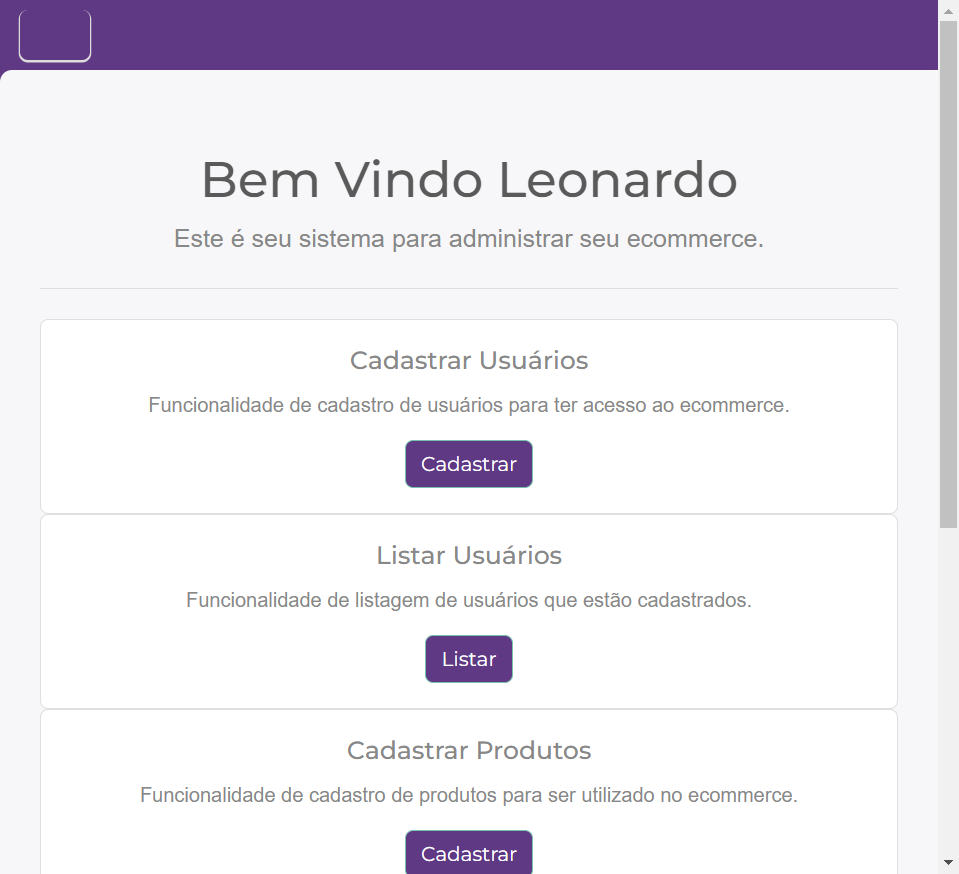 Bem Vindo Leonardo
Este é seu sistema para administrar seu ecommerce.
Cadastrar Usuários
Funcionalidade de cadastro de usuários para ter acesso ao ecommerce.
Cadastrar
Listar Usuários
Funcionalidade de listagem de usuários que estão cadastrados.
Listar
Cadastrar Produtos
Funcionalidade de cadastro de produtos para ser utilizado no ecommerce.
Cadastrar